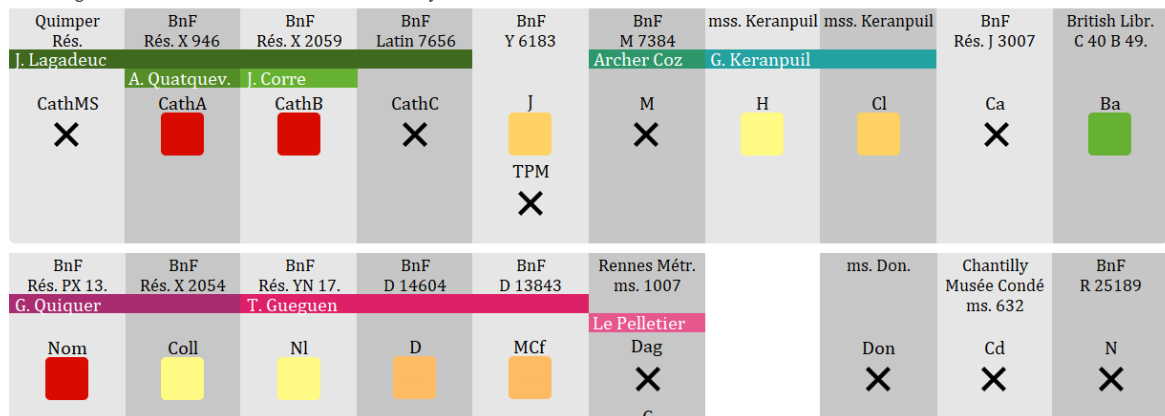 Quimper BnF BnF BnF BnF BnF mss. Keranpuil mss. Keranpuil BnF British Libr.
Rés. Rés. X 946 Rés. X 2059 Latin 7656 Y 6183 M 7384 Rés. J 3007 C 40 B 49.
J. Lagadeuc Archer Coz G. Keranpuil
A. Quatquev. J. Corre
CathMS CathA CathB CathC J M H Cl Ca Ba
TPM
BnF BnF BnF BnF BnF Rennes Métr. ms. Don. Chantilly BnF
Rés. PX 13. Rés. X 2054 Rés. YN 17. D 14604 D 13843 ms. 1007 Musée Condé R 25189
G. Quiquer T. Gueguen ms. 632
Le Pelletier
Nom Coll Nl D MCf Dag Don Cd N